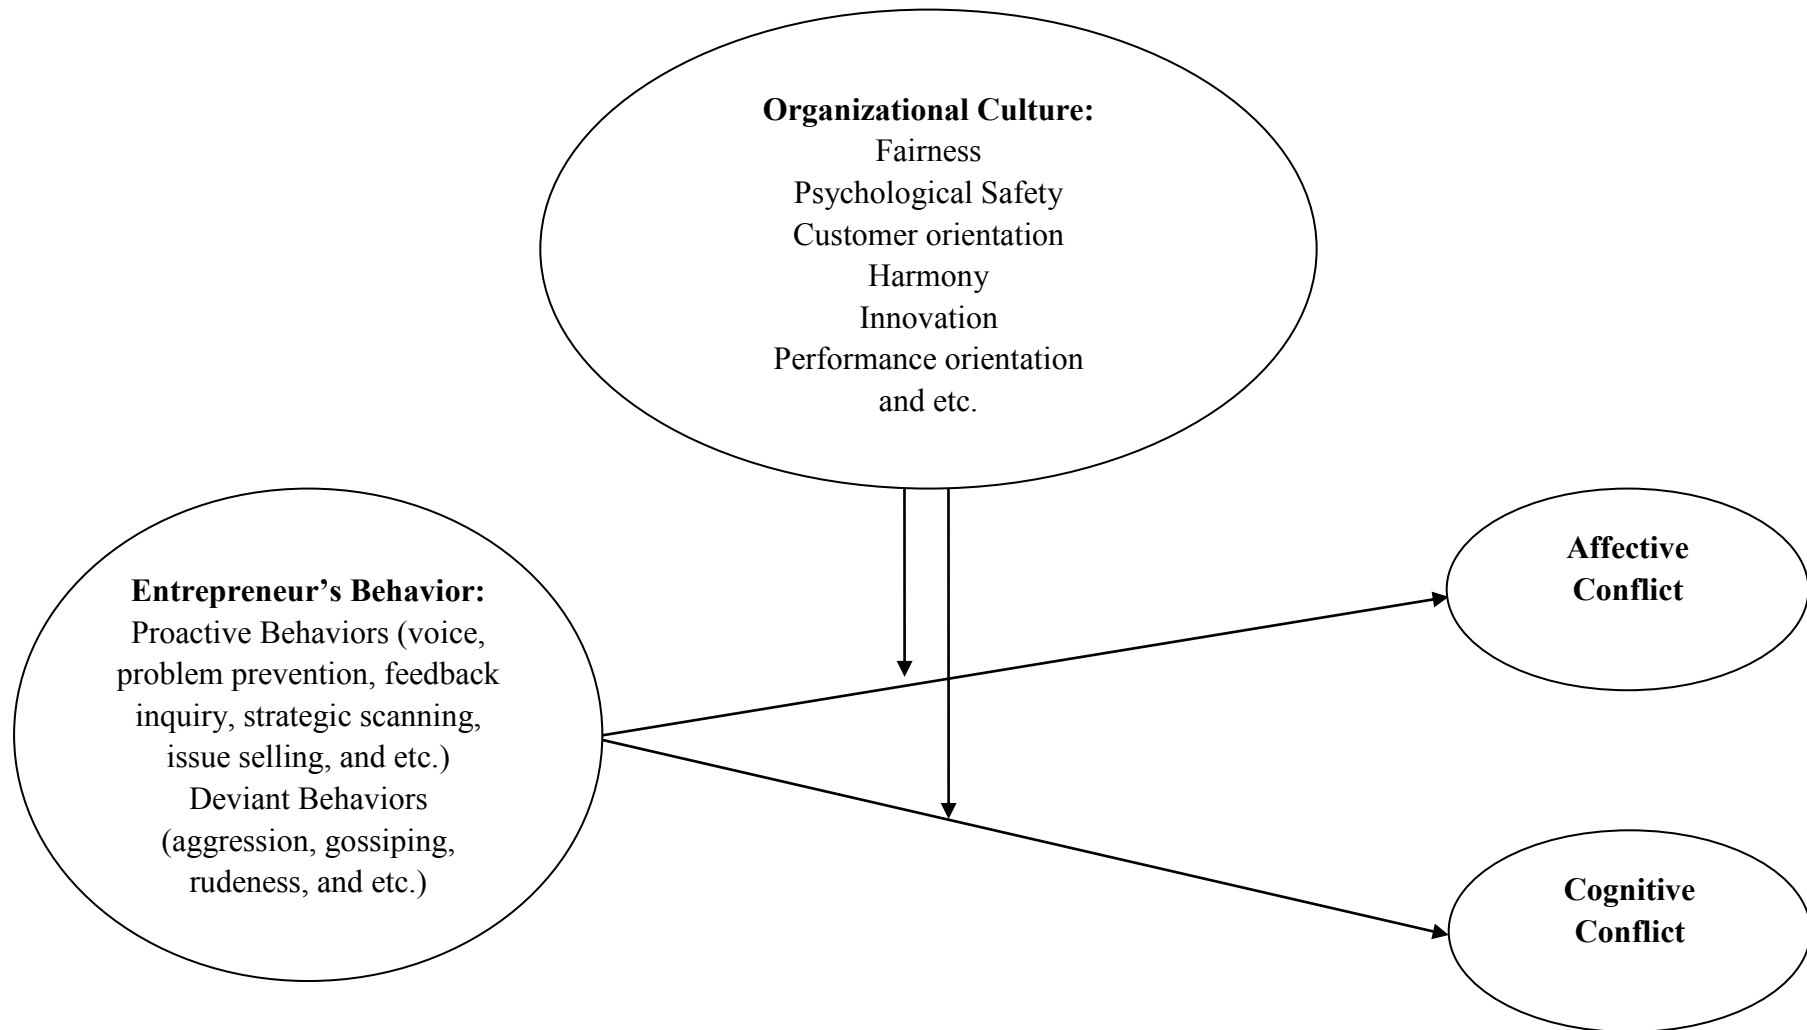 Organizational Culture:
Fairness
Psychological Safety
Customer orientation
Harmony
Innovation
Performance orientation
and etc.
Entrepreneur’s Behavior:
Proactive Behaviors (voice,
problem prevention, feedback
inquiry, strategic scanning,
issue selling, and etc.)
Deviant Behaviors
(aggression, gossiping,
rudeness, and etc.)
Affective
Conflict
Cognitive
Conflict